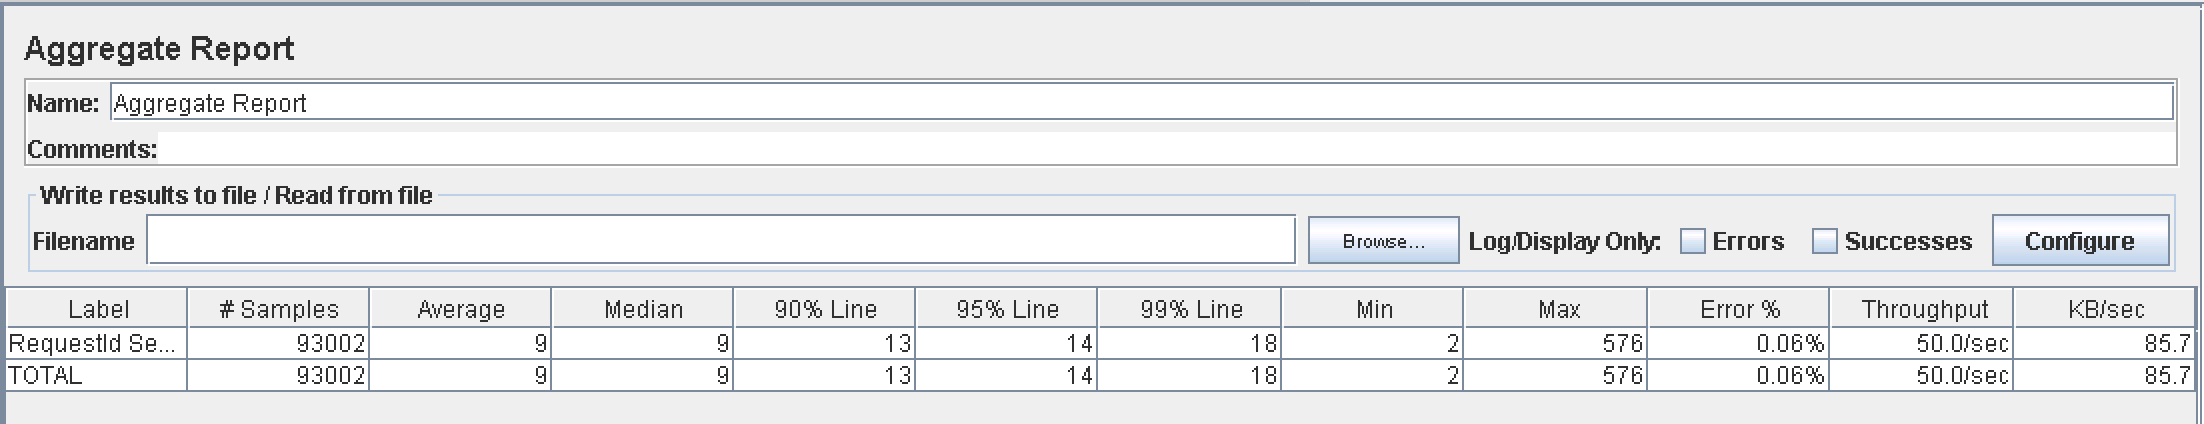 Aggregate Report
Name: Aggregate Report
Comments:
Write results to file / Read from file
Filename Browse... Log/Display Only: Errors Successes Configure
Label # Samples Average Median 90% Line 95% Line 99% Line Min Max Error % Throughput KB/sec
RequestId Se... 93002 9 9 13 14 18 2 576 0.06% 50.0/sec 85.7
TOTAL 93002 9 9 13 14 18 2 576 0.06% 50.0/sec 85.7